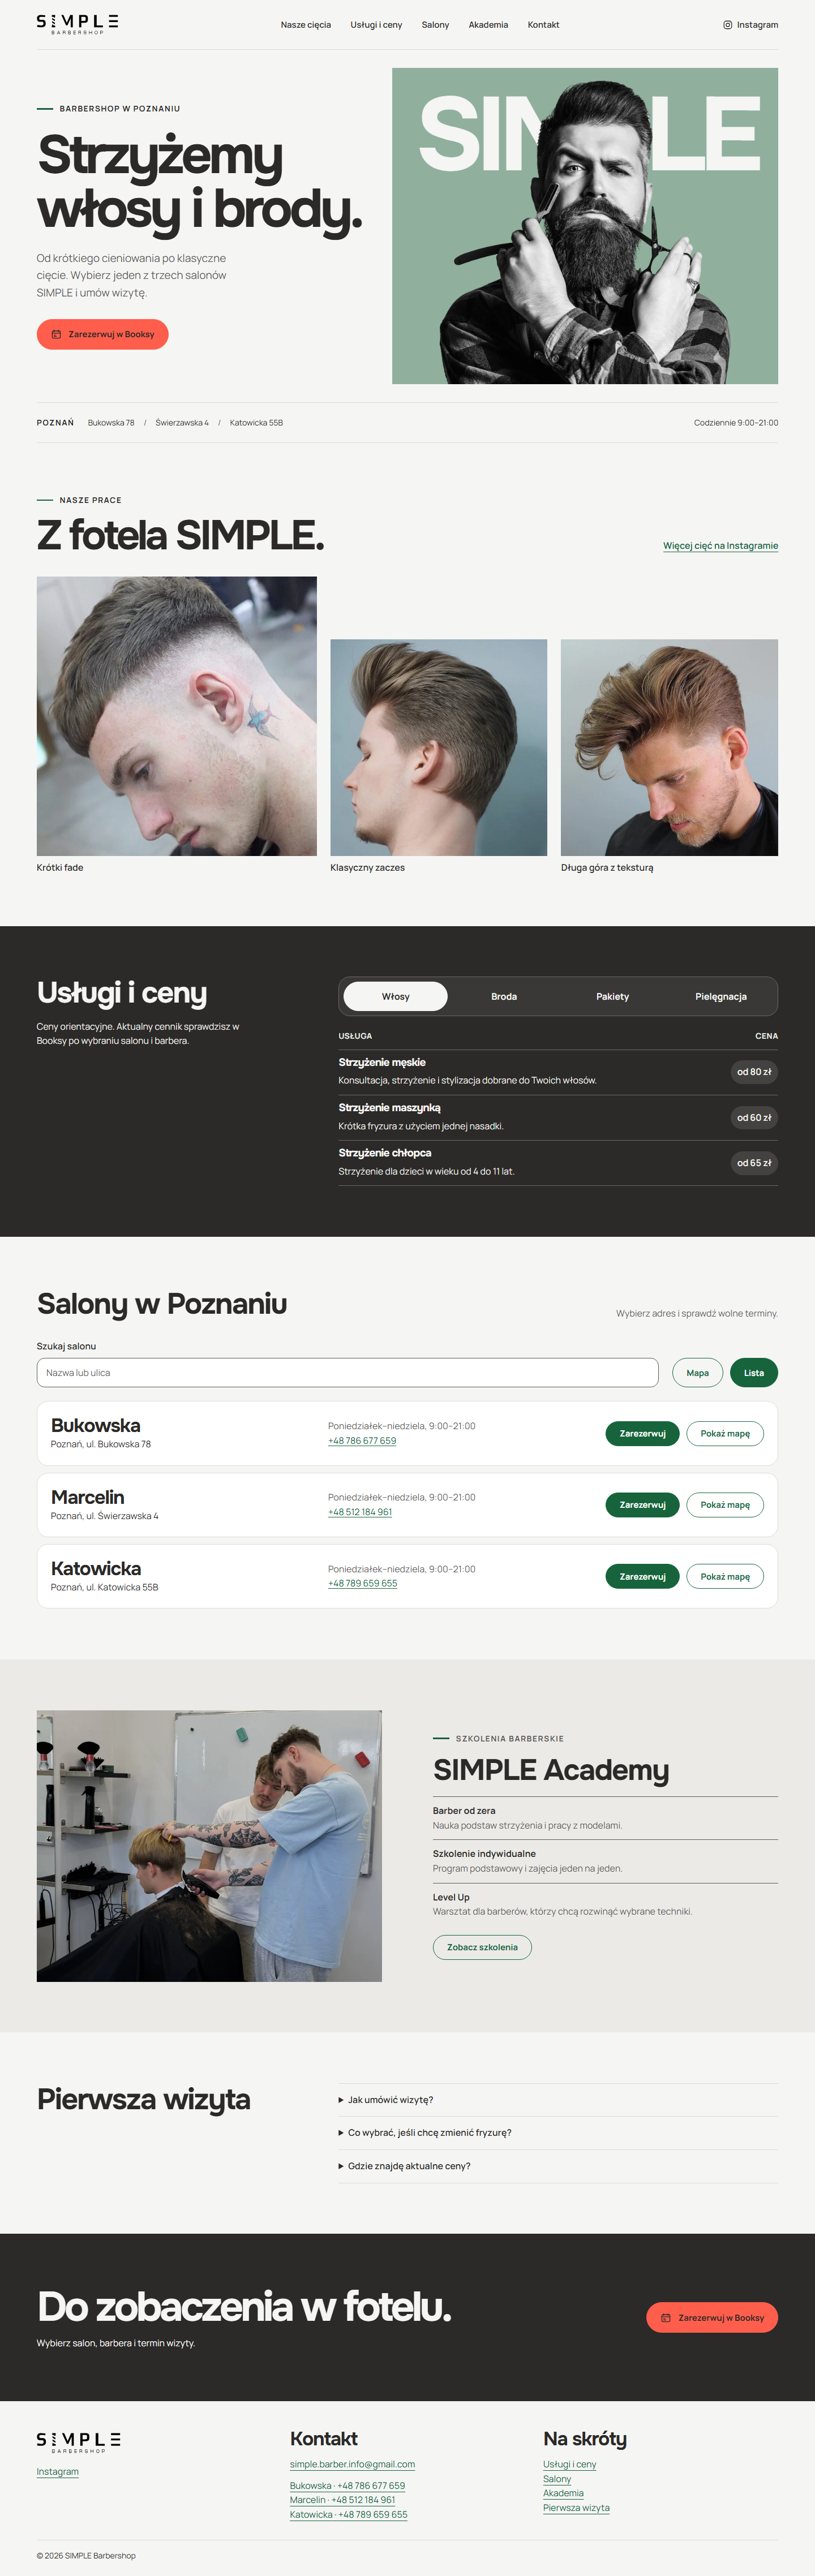 SIMPLE
BARBERSHOP
Nasze cięcia
Usługi i ceny
Salony
Akademia
Kontakt
Instagram
BARBERSHOP W POZNANIU
Strzyżemy
włosy i brody.
Od krótkiego cieniowania po klasyczne
cięcie. Wybierz jeden z trzech salonów
SIMPLE i umów wizytę.
Zarezerwuj w Booksy
SIM LE
POZNAŃ Bukowska 78 / Świerzawska 4 / Katowicka 55B
Codziennie 9:00–21:00
NASZE PRACE
Z fotela SIMPLE.
Więcej cięć na Instagramie
Krótki fade
Klasyczny zaczes
Długa góra z teksturą
Usługi i ceny
Ceny orientacyjne. Aktualny cennik sprawdzisz w
Booksy po wybraniu salonu i barbera.
Włosy
Broda
Pakiety
Pielęgnacja
USŁUGA
CENA
Strzyżenie męskie
Konsultacja, strzyżenie i stylizacja dobrane do Twoich włosów.
od 80 zł
Strzyżenie maszynką
Krótka fryzura z użyciem jednej nasadki.
od 60 zł
Strzyżenie chłopca
Strzyżenie dla dzieci w wieku od 4 do 11 lat.
od 65 zł
Salony w Poznaniu
Wybierz adres i sprawdź wolne terminy.
Szukaj salonu
Nazwa lub ulica
Mapa
Lista
Bukowska
Poznań, ul. Bukowska 78
Poniedziałek–niedziela, 9:00–21:00
+48 786 677 659
Zarezerwuj
Pokaż mapę
Marcelin
Poznań, ul. Świerzawska 4
Poniedziałek–niedziela, 9:00–21:00
+48 512 184 961
Zarezerwuj
Pokaż mapę
Katowicka
Poznań, ul. Katowicka 55B
Poniedziałek–niedziela, 9:00–21:00
+48 789 659 655
Zarezerwuj
Pokaż mapę
SZKOLENIA BARBERSKIE
SIMPLE Academy
Barber od zera
Nauka podstaw strzyżenia i pracy z modelami.
Szkolenie indywidualne
Program podstawowy i zajęcia jeden na jeden.
Level Up
Warsztat dla barberów, którzy chcą rozwinąć wybrane techniki.
Zobacz szkolenia
Pierwsza wizyta
Jak umówić wizytę?
Co wybrać, jeśli chcę zmienić fryzurę?
Gdzie znajdę aktualne ceny?
Do zobaczenia w fotelu.
Wybierz salon, barbera i termin wizyty.
Zarezerwuj w Booksy
SIMPLE
BARBERSHOP
Instagram
Kontakt
simple.barber.info@gmail.com
Bukowska · +48 786 677 659
Marcelin · +48 512 184 961
Katowicka · +48 789 659 655
Na skróty
Usługi i ceny
Salony
Akademia
Pierwsza wizyta
© 2026 SIMPLE Barbershop